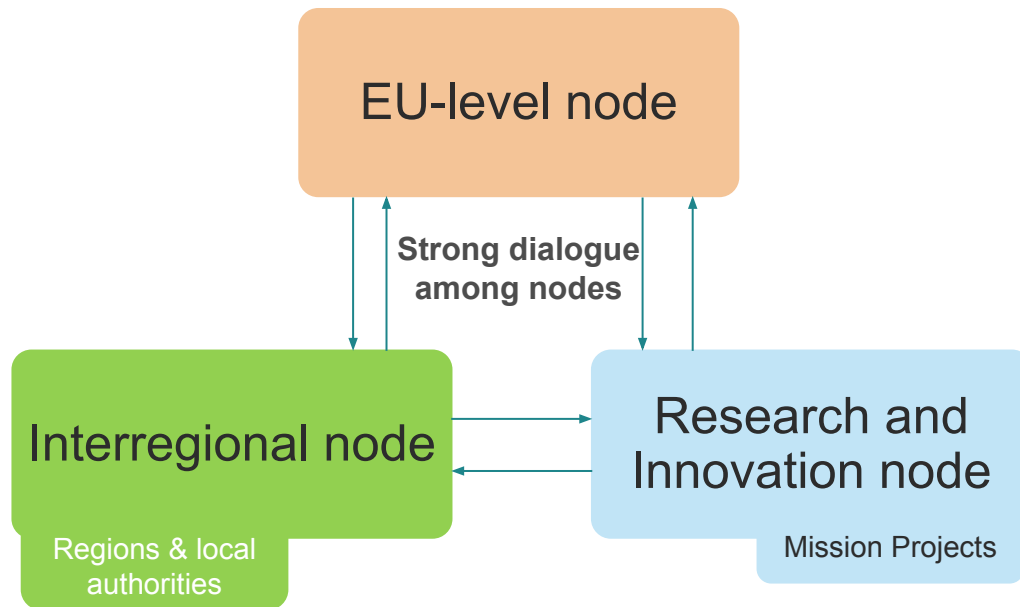 EU-level node
Strong dialogue
among nodes
Interregional node
Regions & local
authorities
Research and
Innovation node
Mission Projects